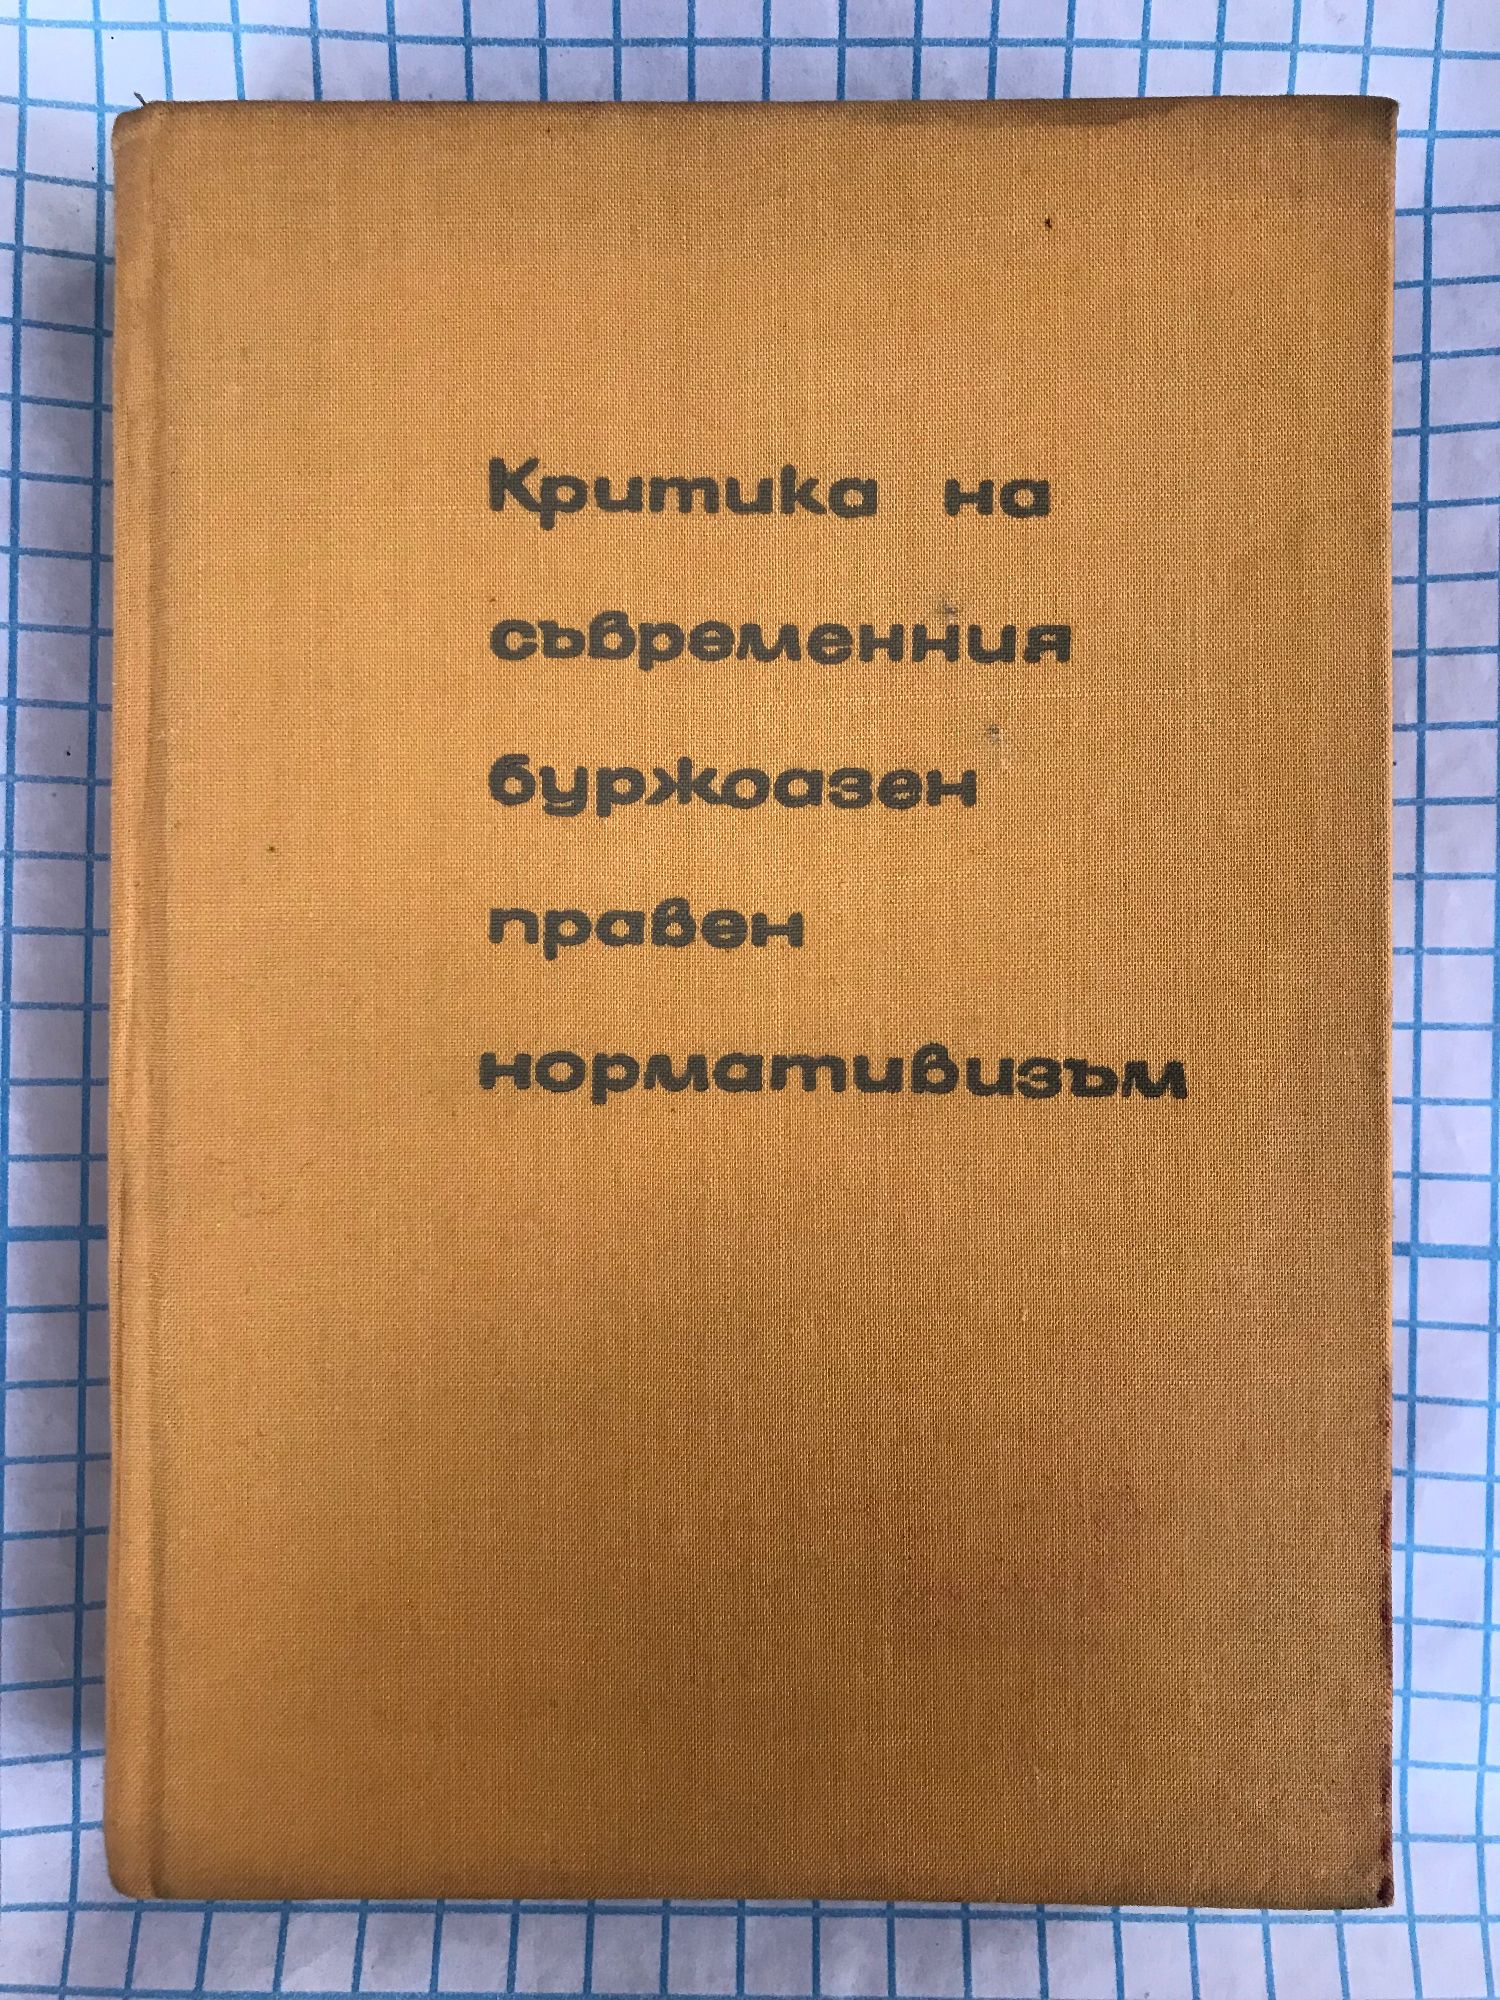 Критика на
съвременния
буржоазен
правен
нормативизъм